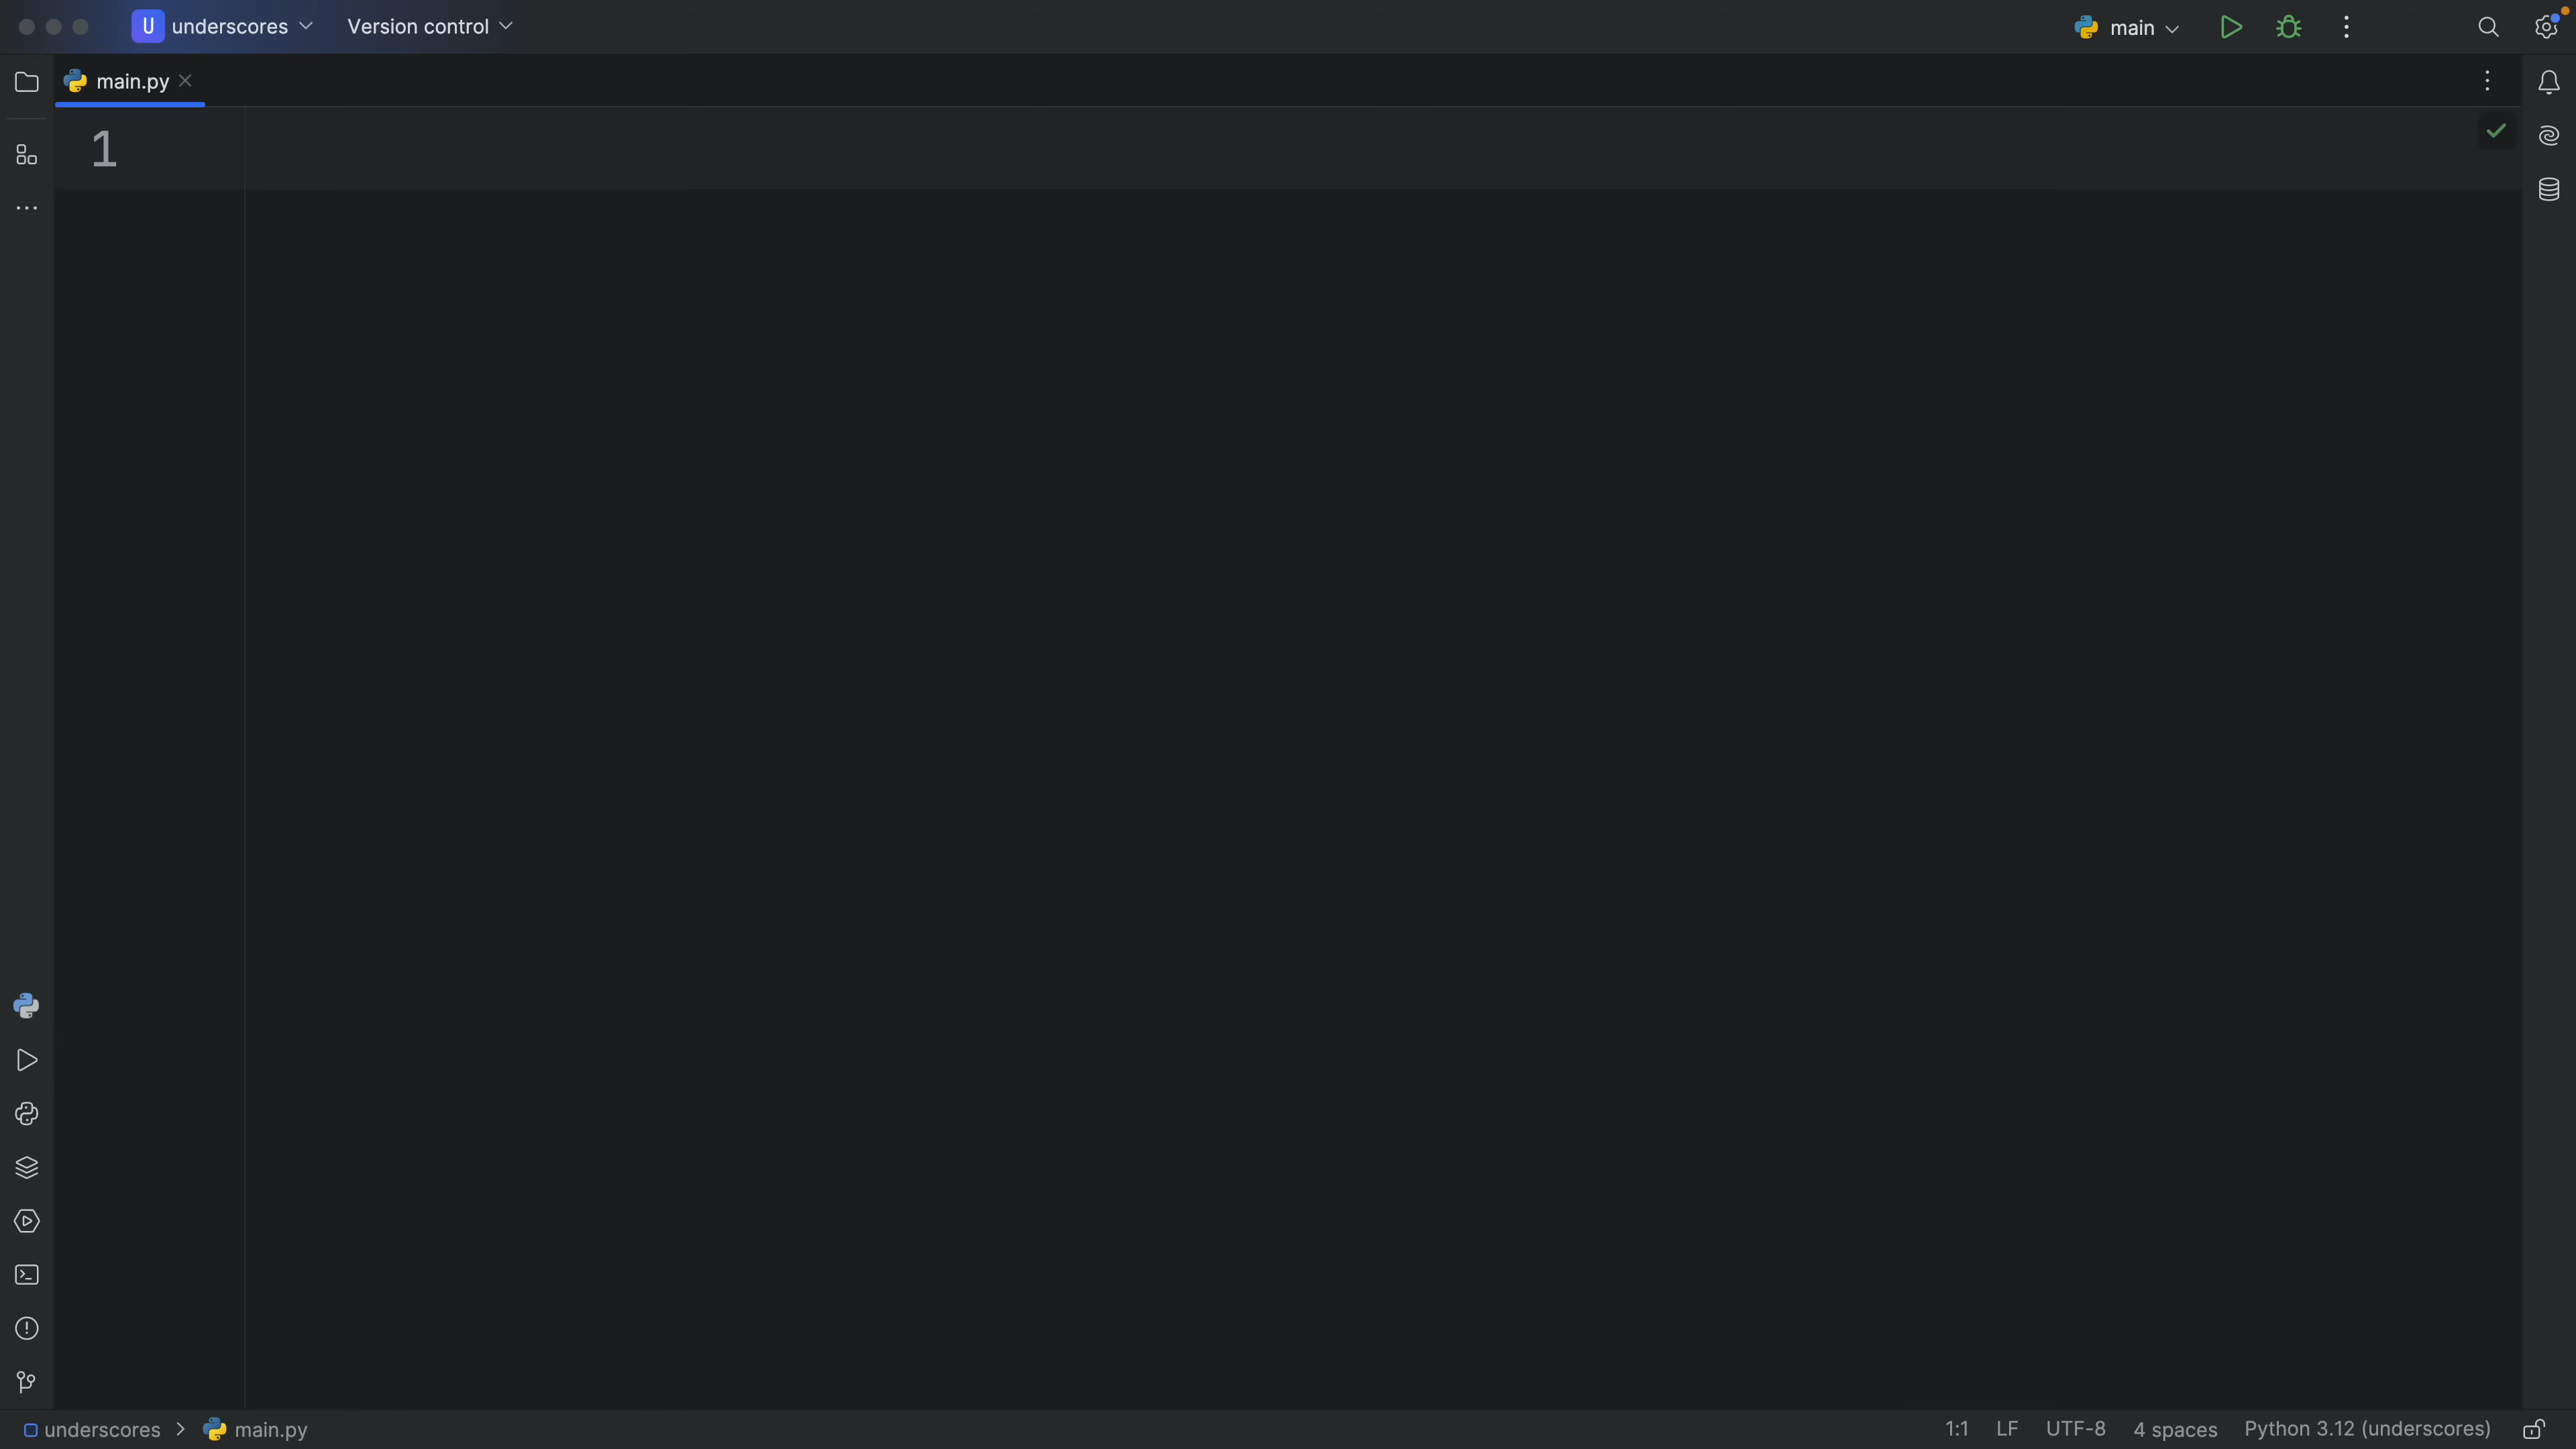 U underscores Version control main
main.py
1
underscores main.py 1:1 LF UTF-8 4 spaces Python 3.12 (underscores)